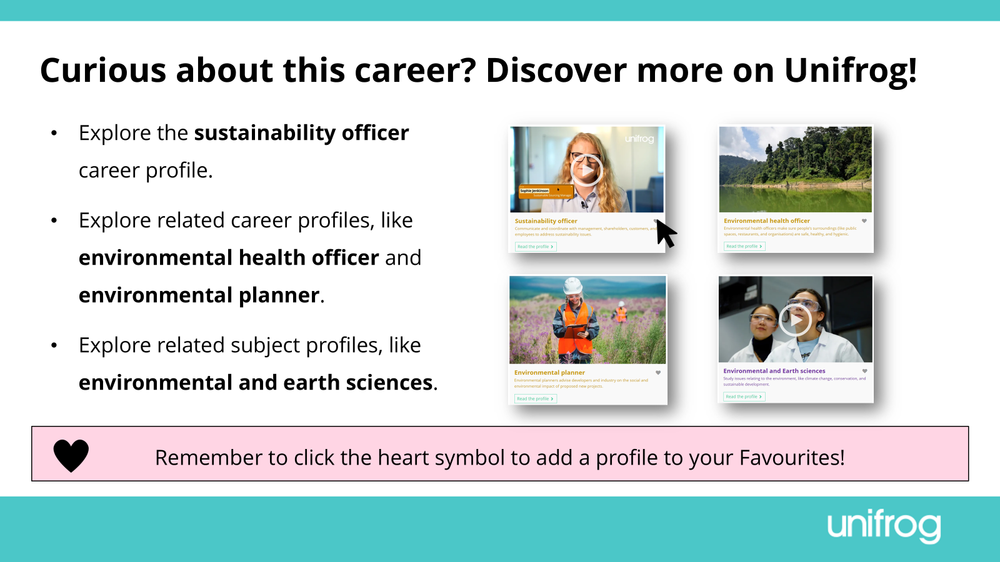 Curious about this career? Discover more on Unifrog!
• Explore the sustainability officer
career profile.
• Explore related career profiles, like
environmental health officer and
environmental planner.
• Explore related subject profiles, like
environmental and earth sciences.
unifrog
Sophie Jenkinson
Sustainable Sourcing Manager
Sustainability officer
Communicate and coordinate with management, shareholders, customers, and
employees to address sustainability issues.
Read the profile
Environmental health officer
Environmental health officers make sure people's surroundings (like public
spaces, restaurants, and organisations) are safe, healthy, and hygienic.
Read the profile
Environmental planner
Environmental planners advise developers and industry on the social and
environmental impact of proposed new projects.
Read the profile
Environmental and Earth sciences
Study issues relating to the environment, like climate change, conservation, and
sustainable development.
Read the profile
Remember to click the heart symbol to add a profile to your Favourites!
unifrog